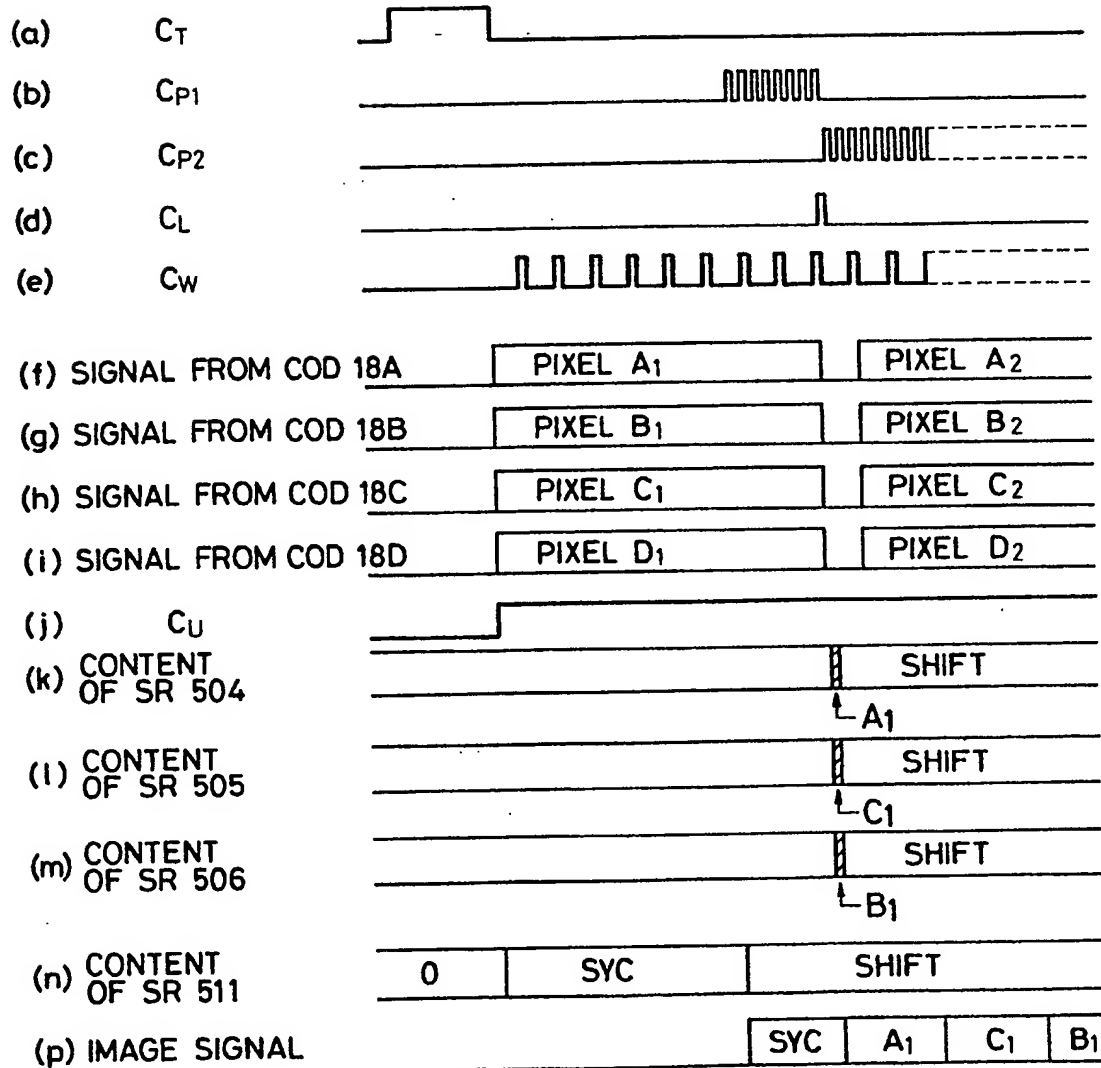 (a) CT
(b) CP1
(c) CP2
(d) CL
(e) CW
(f) SIGNAL FROM COD 18A PIXEL A1 PIXEL A2
(g) SIGNAL FROM COD 18B PIXEL B1 PIXEL B2
(h) SIGNAL FROM COD 18C PIXEL C1 PIXEL C2
(i) SIGNAL FROM COD 18D PIXEL D1 PIXEL D2
(j) CU
(k) CONTENT OF SR 504 SHIFT
A1
(l) CONTENT OF SR 505 SHIFT
C1
(m) CONTENT OF SR 506 SHIFT
B1
(n) CONTENT OF SR 511 0 SYC SHIFT
(p) IMAGE SIGNAL SYC A1 C1 B1